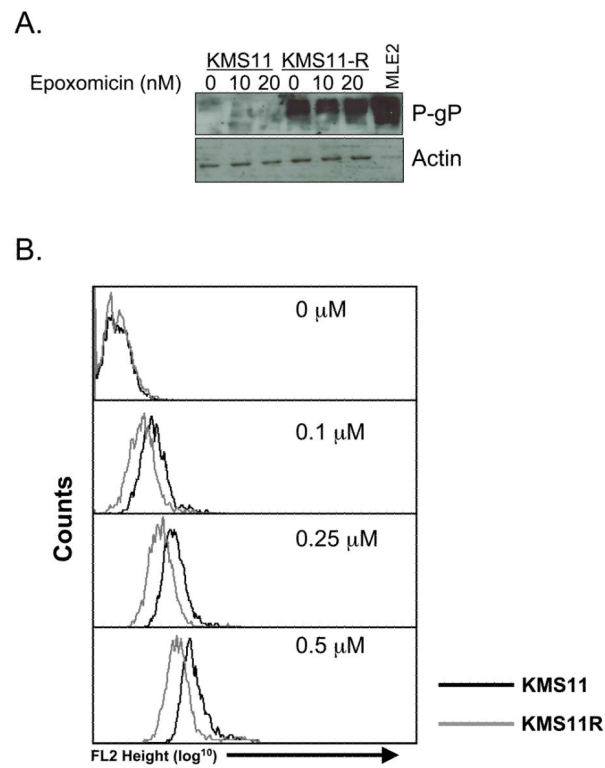 A.
KMS11 KMS11-R MLE2
Epoxomicin (nM) 0 10 20 0 10 20
P-gP
Actin
B.
0 μM
0.1 μM
0.25 μM
0.5 μM
Counts
KMS11
KMS11R
FL2 Height (log10)